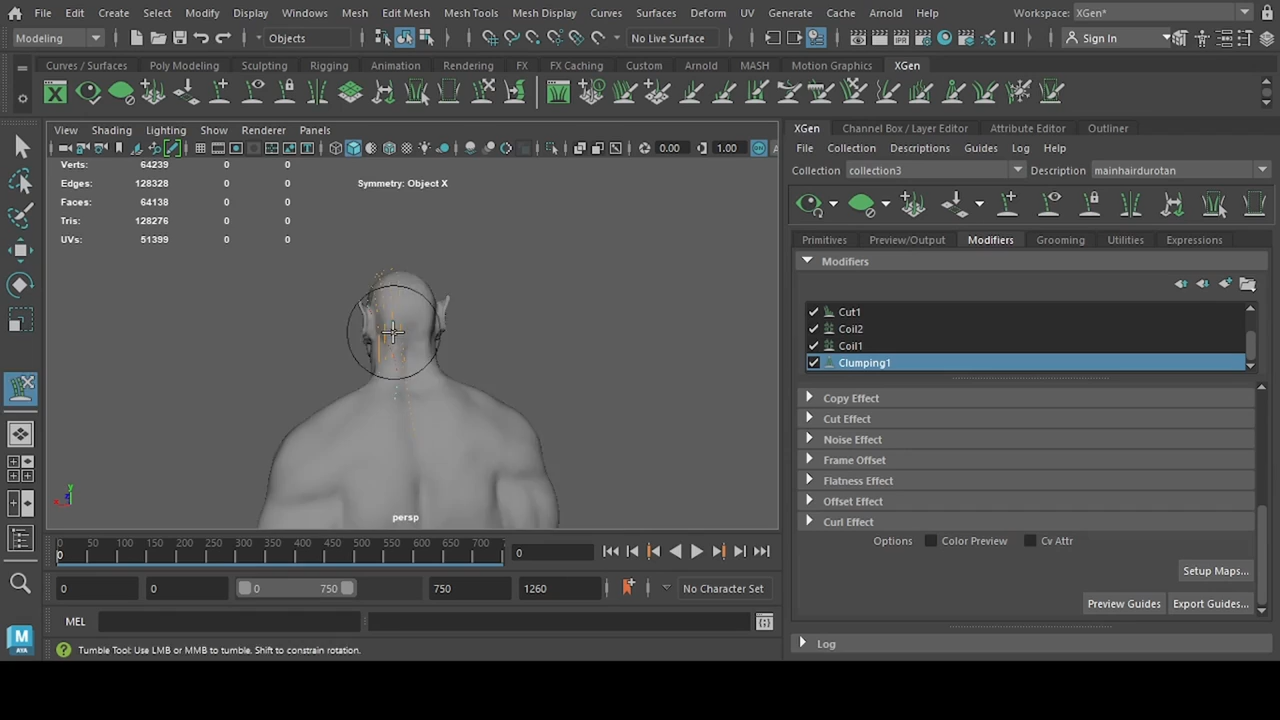 File Edit Create Select Modify Display Windows Mesh Edit Mesh Mesh Tools Mesh Display Curves Surfaces Deform UV Generate Cache Arnold Help Workspace: XGen*
Modeling Objects No Live Surface Sign In
Curves / Surfaces Poly Modeling Sculpting Rigging Animation Rendering FX FX Caching Custom Arnold MASH Motion Graphics XGen
View Shading Lighting Show Renderer Panels
0.00 1.00
Verts: 64239 0 0
Edges: 128328 0 0
Faces: 64138 0 0
Tris: 128276 0 0
UVs: 51399 0 0
Symmetry: Object X
persp
XGen Channel Box / Layer Editor Attribute Editor Outliner
File Collection Descriptions Guides Log Help
Collection collection3 Description mainhairdurotan
Primitives Preview/Output Modifiers Grooming Utilities Expressions
Modifiers
Cut1
Coil2
Coil1
Clumping1
Copy Effect
Cut Effect
Noise Effect
Frame Offset
Flatness Effect
Offset Effect
Curl Effect
Options Color Preview Cv Attr
Setup Maps...
Preview Guides Export Guides...
Log
0 50 100 150 200 250 300 350 400 450 500 550 600 650 700
0 0
0 0 0 750 750 1260 No Character Set
MEL
Tumble Tool: Use LMB or MMB to tumble. Shift to constrain rotation.
M
AYA